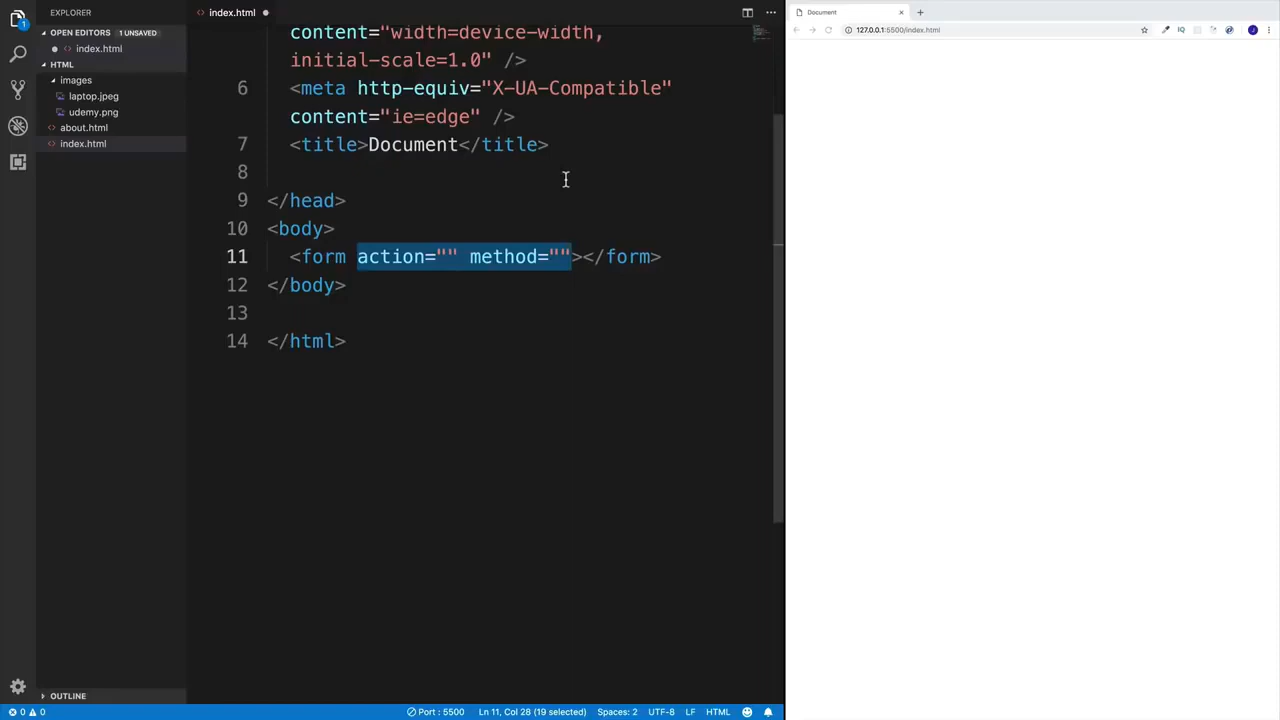 EXPLORER
OPEN EDITORS 1 UNSAVED
index.html
HTML
images
laptop.jpeg
udemy.png
about.html
index.html
OUTLINE
index.html
content="width=device-width,
initial-scale=1.0" />
6 <meta http-equiv="X-UA-Compatible"
content="ie=edge" />
7 <title>Document</title>
8
9 </head>
10 <body>
11 <form action="" method=""></form>
12 </body>
13
14 </html>
Document
127.0.0.1:5500/index.html
IQ
J
1
0 0 Port : 5500 Ln 11, Col 28 (19 selected) Spaces: 2 UTF-8 LF HTML